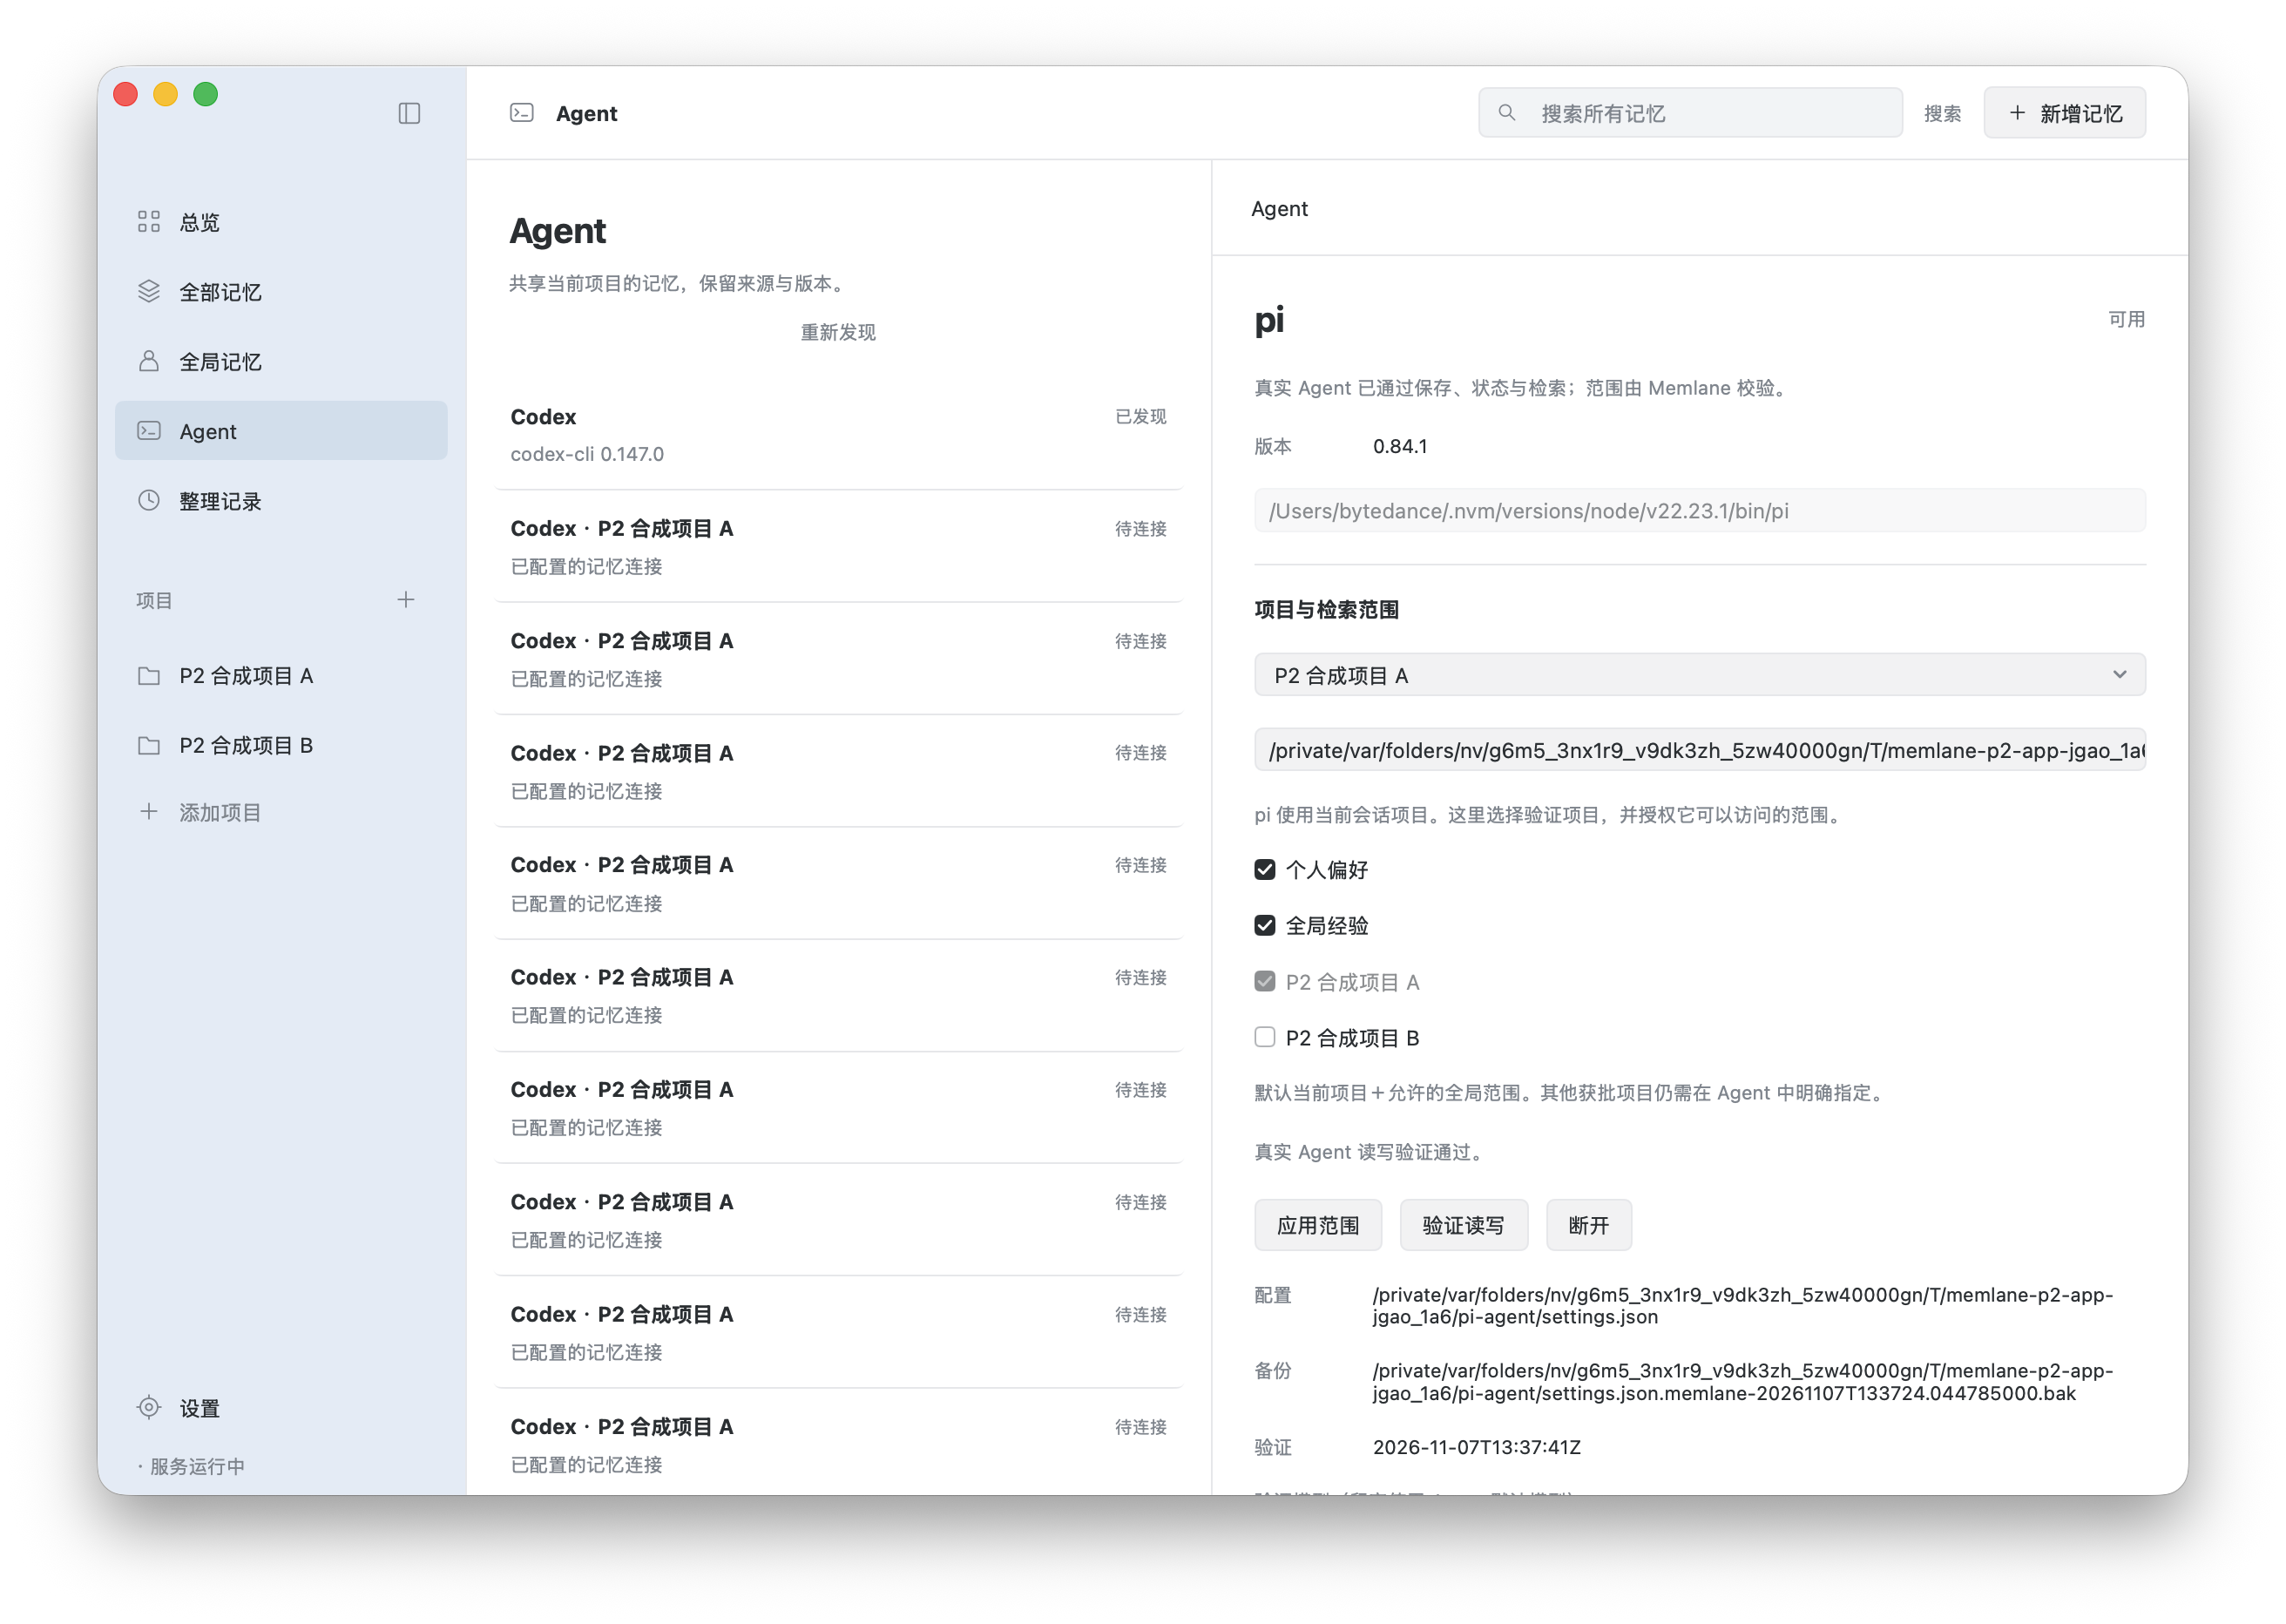 Agent
搜索所有记忆
搜索
+ 新增记忆
总览
全部记忆
全局记忆
Agent
整理记录
项目 +
P2 合成项目 A
P2 合成项目 B
+ 添加项目
设置
· 服务运行中
Agent
共享当前项目的记忆，保留来源与版本。
重新发现
Codex 已发现
codex-cli 0.147.0
Codex · P2 合成项目 A 待连接
已配置的记忆连接
Codex · P2 合成项目 A 待连接
已配置的记忆连接
Codex · P2 合成项目 A 待连接
已配置的记忆连接
Codex · P2 合成项目 A 待连接
已配置的记忆连接
Codex · P2 合成项目 A 待连接
已配置的记忆连接
Codex · P2 合成项目 A 待连接
已配置的记忆连接
Codex · P2 合成项目 A 待连接
已配置的记忆连接
Codex · P2 合成项目 A 待连接
已配置的记忆连接
Codex · P2 合成项目 A 待连接
已配置的记忆连接
Agent
pi 可用
真实 Agent 已通过保存、状态与检索；范围由 Memlane 校验。
版本 0.84.1
/Users/bytedance/.nvm/versions/node/v22.23.1/bin/pi
项目与检索范围
P2 合成项目 A
/private/var/folders/nv/g6m5_3nx1r9_v9dk3zh_5zw40000gn/T/memlane-p2-app-jgao_1a6
pi 使用当前会话项目。这里选择验证项目，并授权它可以访问的范围。
个人偏好
全局经验
P2 合成项目 A
P2 合成项目 B
默认当前项目＋允许的全局范围。其他获批项目仍需在 Agent 中明确指定。
真实 Agent 读写验证通过。
应用范围
验证读写
断开
配置 /private/var/folders/nv/g6m5_3nx1r9_v9dk3zh_5zw40000gn/T/memlane-p2-app-
jgao_1a6/pi-agent/settings.json
备份 /private/var/folders/nv/g6m5_3nx1r9_v9dk3zh_5zw40000gn/T/memlane-p2-app-
jgao_1a6/pi-agent/settings.json.memlane-20261107T133724.044785000.bak
验证 2026-11-07T13:37:41Z